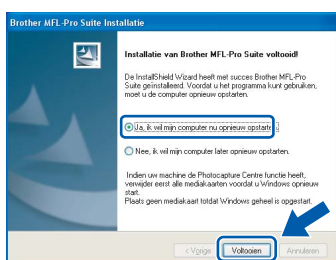 Brother MFL-Pro Suite Installatie
Installatie van Brother MFL-Pro Suite voltooid!
De InstallShield Wizard heeft met succes Brother MFL-Pro
Suite geïnstalleerd. Voordat u het programma kunt gebruiken,
moet u de computer opnieuw opstarten.
Ja, ik wil mijn computer nu opnieuw opstarten.
Nee, ik wil mijn computer later opnieuw opstarten.
Indien uw machine de Photocapture Centre functie heeft,
verwijder eerst alle mediakaarten voordat u Windows opnieuw
start.
Plaats geen mediakaart totdat Windows geheel is opgestart.
< Vorige
Voltooien
Annuleren